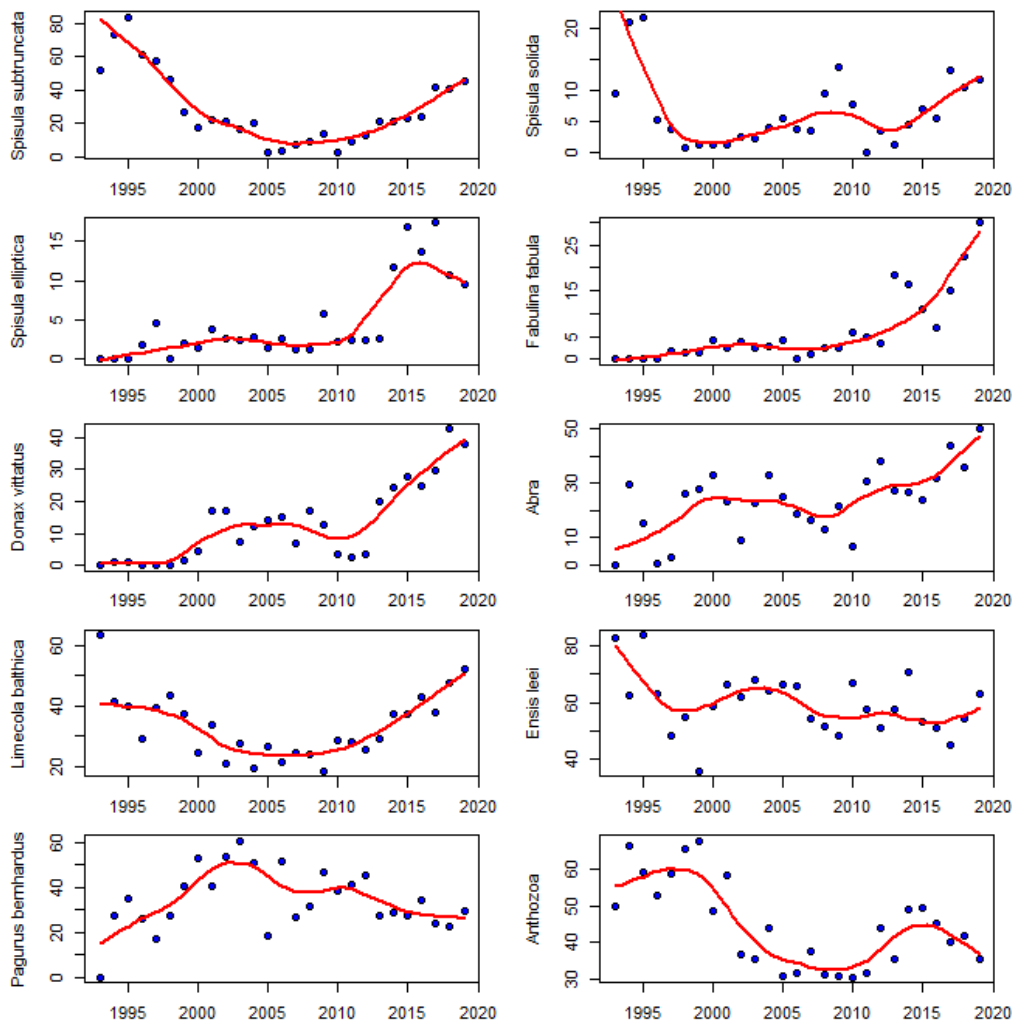 Spisula subtruncata
0 20 40 60 80
1995 2000 2005 2010 2015 2020
Spisula solida
0 5 10 20
1995 2000 2005 2010 2015 2020
Spisula elliptica
0 5 10 15
1995 2000 2005 2010 2015 2020
Fabulina fabula
0 5 15 25
1995 2000 2005 2010 2015 2020
Donax vittatus
0 10 20 30 40
1995 2000 2005 2010 2015 2020
Abra
0 10 30 50
1995 2000 2005 2010 2015 2020
Limecola balthica
20 40 60
1995 2000 2005 2010 2015 2020
Ensis leei
40 60 80
1995 2000 2005 2010 2015 2020
Pagurus bernhardus
0 20 40 60
1995 2000 2005 2010 2015 2020
Anthozoa
30 40 50 60
1995 2000 2005 2010 2015 2020